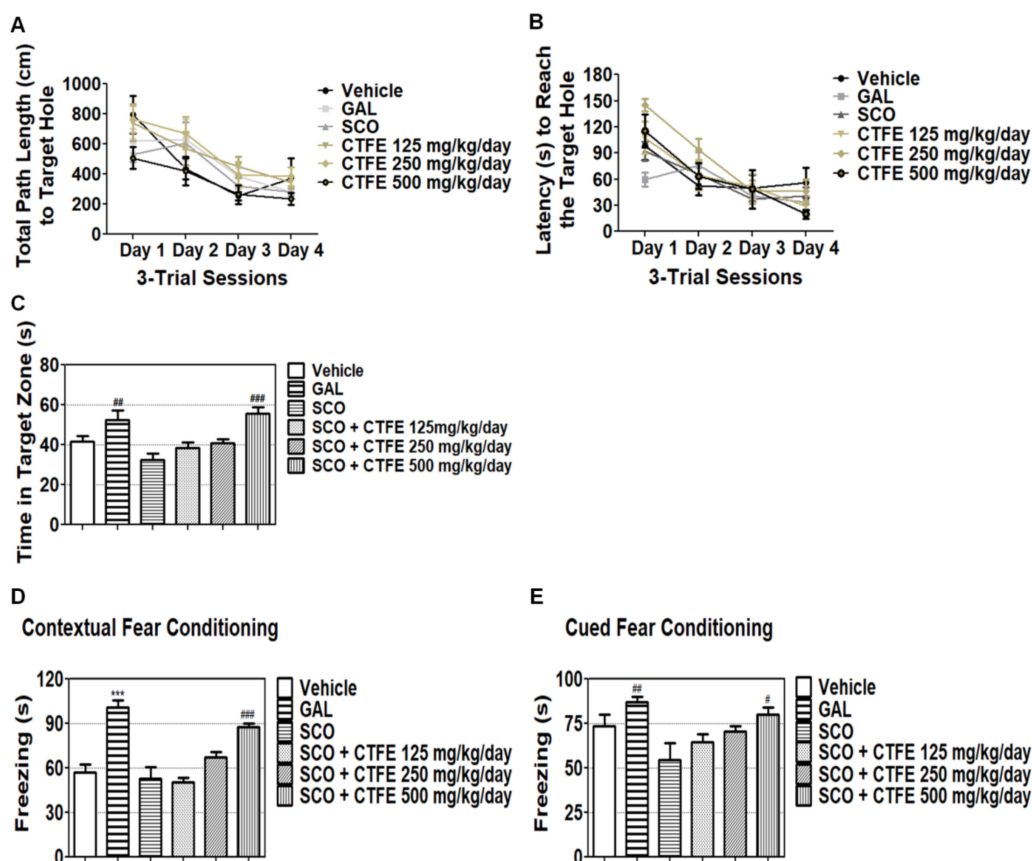 A
Total Path Length (cm)
to Target Hole
1000
800
600
400
200
0
Day 1 Day 2 Day 3 Day 4
3-Trial Sessions
Vehicle
GAL
SCO
CTFE 125 mg/kg/day
CTFE 250 mg/kg/day
CTFE 500 mg/kg/day
B
Latency (s) to Reach
the Target Hole
180
150
120
90
60
30
0
Day 1 Day 2 Day 3 Day 4
3-Trial Sessions
Vehicle
GAL
SCO
CTFE 125 mg/kg/day
CTFE 250 mg/kg/day
CTFE 500 mg/kg/day
C
Time in Target Zone (s)
80
60
40
20
0
##
###
Vehicle
GAL
SCO
SCO + CTFE 125mg/kg/day
SCO + CTFE 250 mg/kg/day
SCO + CTFE 500 mg/kg/day
D
Contextual Fear Conditioning
Freezing (s)
120
90
60
30
0
***
###
Vehicle
GAL
SCO
SCO + CTFE 125 mg/kg/day
SCO + CTFE 250 mg/kg/day
SCO + CTFE 500 mg/kg/day
E
Cued Fear Conditioning
Freezing (s)
100
75
50
25
0
##
#
Vehicle
GAL
SCO
SCO + CTFE 125 mg/kg/day
SCO + CTFE 250 mg/kg/day
SCO + CTFE 500 mg/kg/day